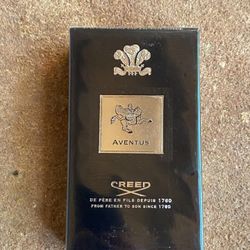 AVENTUS
CREED
DE PÈRE EN FILS DEPUIS 1760
FROM FATHER TO SON SINCE 1760